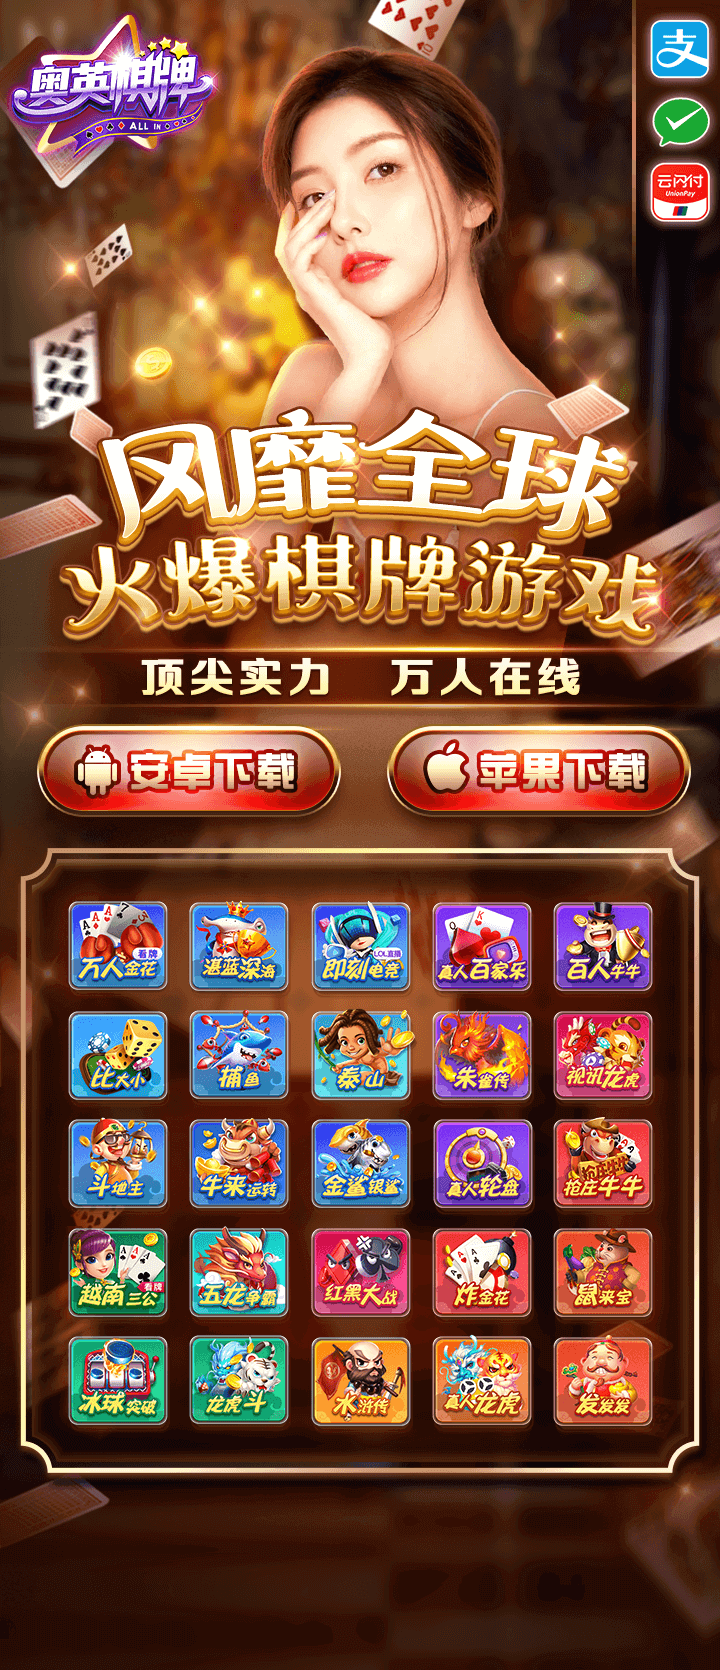 奥英棋牌
ALL IN
支
云闪付
UnionPay
风靡全球
火爆棋牌游戏
顶尖实力 万人在线
安卓下载 苹果下载
看牌
万人金花
湛蓝深海
LOL直播
即刻电竞
真人百家乐
百人牛牛
比大小
捕鱼
泰山
朱雀传
视讯龙虎
斗地主
牛来运转
金鲨银鲨
真人轮盘
抢庄牛牛
看牌
越南三公
五龙争霸
红黑大战
炸金花
鼠来宝
冰球突破
龙虎斗
水浒传
真人龙虎
发发发